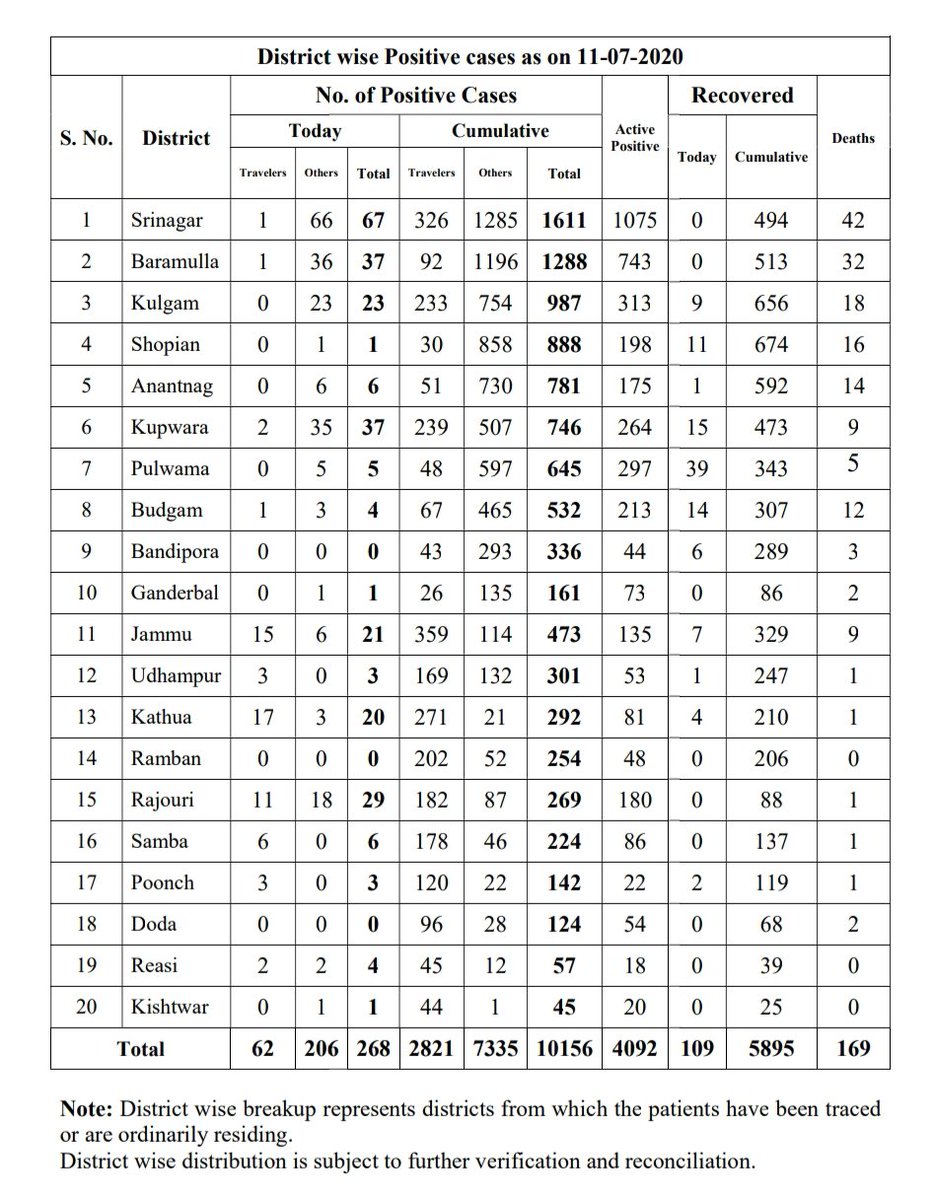 District wise Positive cases as on 11-07-2020
S. No. District No. of Positive Cases Active Positive Recovered Deaths
Today Cumulative Today Cumulative
Travelers Others Total Travelers Others Total
1 Srinagar 1 66 67 326 1285 1611 1075 0 494 42
2 Baramulla 1 36 37 92 1196 1288 743 0 513 32
3 Kulgam 0 23 23 233 754 987 313 9 656 18
4 Shopian 0 1 1 30 858 888 198 11 674 16
5 Anantnag 0 6 6 51 730 781 175 1 592 14
6 Kupwara 2 35 37 239 507 746 264 15 473 9
7 Pulwama 0 5 5 48 597 645 297 39 343 5
8 Budgam 1 3 4 67 465 532 213 14 307 12
9 Bandipora 0 0 0 43 293 336 44 6 289 3
10 Ganderbal 0 1 1 26 135 161 73 0 86 2
11 Jammu 15 6 21 359 114 473 135 7 329 9
12 Udhampur 3 0 3 169 132 301 53 1 247 1
13 Kathua 17 3 20 271 21 292 81 4 210 1
14 Ramban 0 0 0 202 52 254 48 0 206 0
15 Rajouri 11 18 29 182 87 269 180 0 88 1
16 Samba 6 0 6 178 46 224 86 0 137 1
17 Poonch 3 0 3 120 22 142 22 2 119 1
18 Doda 0 0 0 96 28 124 54 0 68 2
19 Reasi 2 2 4 45 12 57 18 0 39 0
20 Kishtwar 0 1 1 44 1 45 20 0 25 0
Total 62 206 268 2821 7335 10156 4092 109 5895 169
Note: District wise breakup represents districts from which the patients have been traced
or are ordinarily residing.
District wise distribution is subject to further verification and reconciliation.